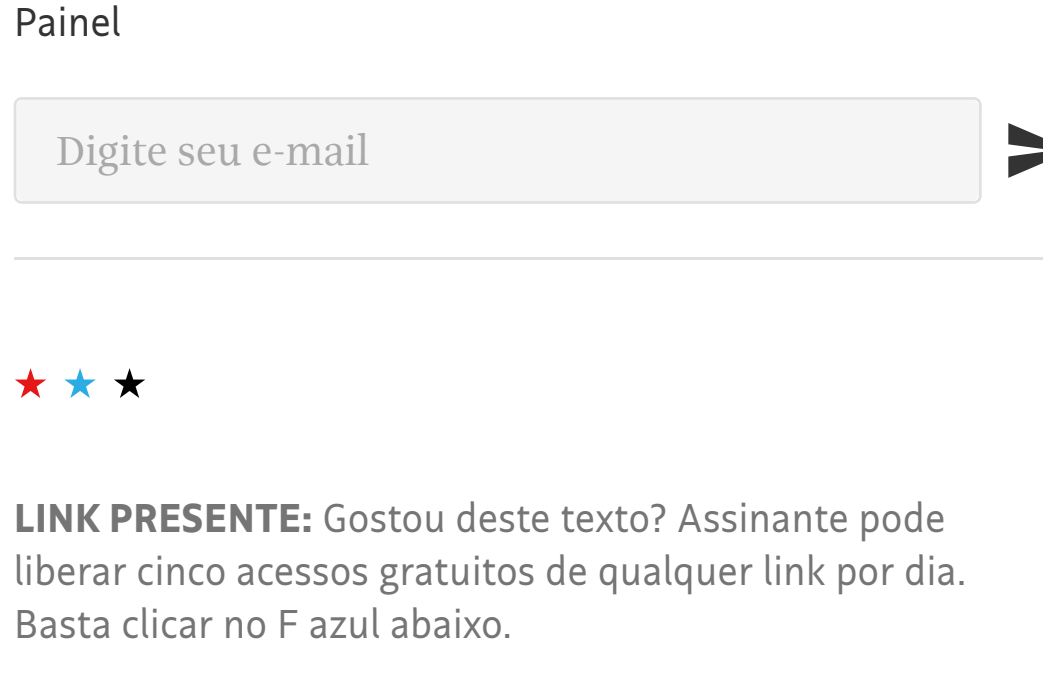 Painel
Digite seu e-mail
★ ★ ★
LINK PRESENTE: Gostou deste texto? Assinante pode
liberar cinco acessos gratuitos de qualquer link por dia.
Basta clicar no F azul abaixo.